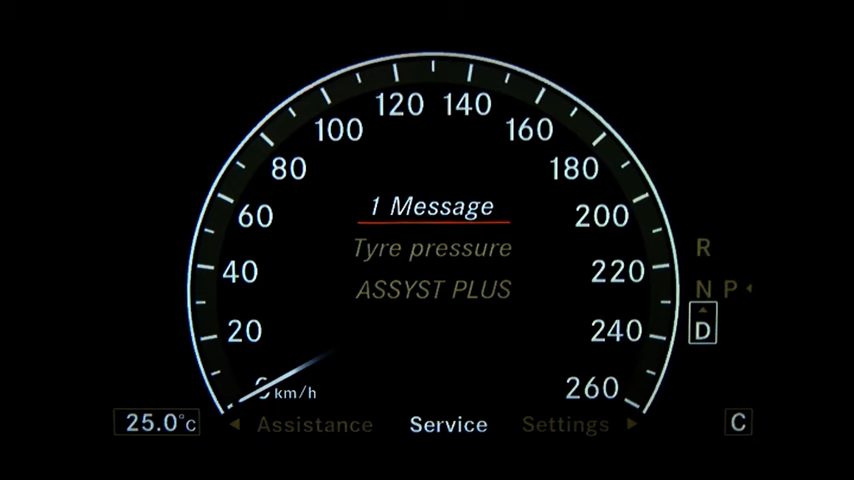 120 140
100 160
80 180
60 200
1 Message
Tyre pressure
R
40 220
ASSYST PLUS
N P
20 240
D
0 km/h 260
25.0°C
Assistance Service Settings
C